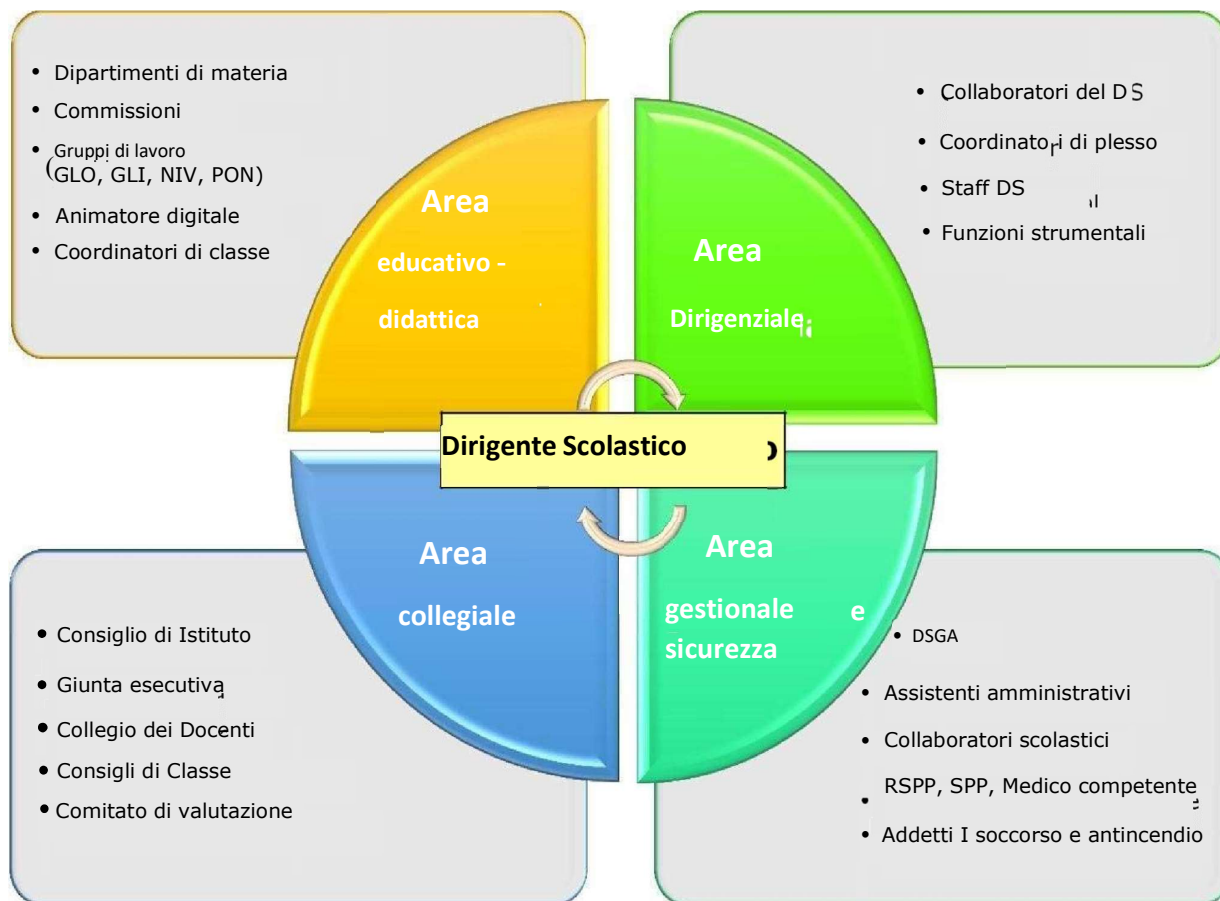 • Dipartimenti di materia
• Commissioni
• Gruppi di lavoro
(GLO, GLI, NIV, PON)
• Animatore digitale
• Coordinatori di classe
Area
educativo -
didattica
• Collaboratori del DS
• Coordinatori di plesso
• Staff DS
• Funzioni strumentali
Area
Dirigenziale
Dirigente Scolastico
Area
collegiale
• Consiglio di Istituto
• Giunta esecutiva
• Collegio dei Docenti
• Consigli di Classe
• Comitato di valutazione
Area
gestionale e
sicurezza
• DSGA
• Assistenti amministrativi
• Collaboratori scolastici
• RSPP, SPP, Medico competente
• Addetti I soccorso e antincendio